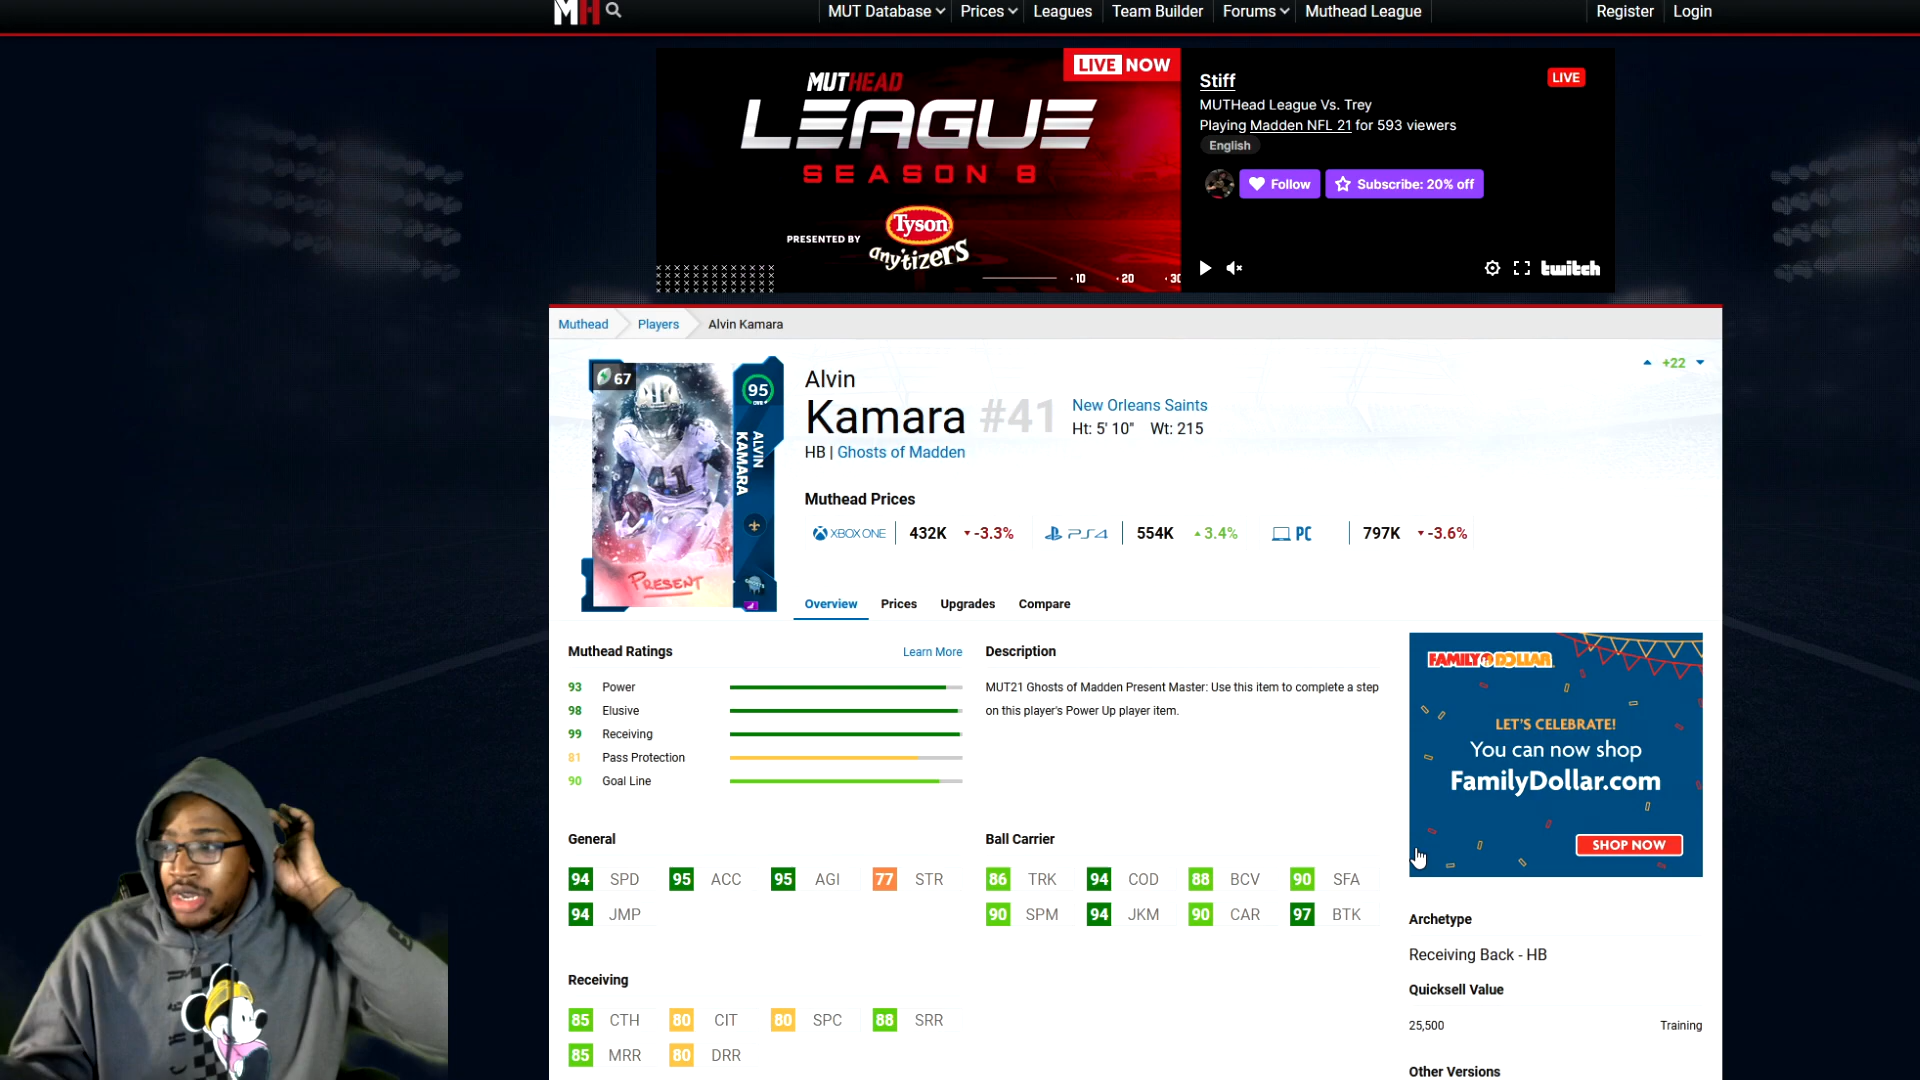 MH
MUT Database
Prices
Leagues
Team Builder
Forums
Muthead League
Register
Login
LIVE NOW
MUTHEAD
LEAGUE
SEASON 8
PRESENTED BY
Tyson
any'tizers
10
20
30
Stiff
LIVE
MUTHead League Vs. Trey
Playing Madden NFL 21 for 593 viewers
English
Follow
Subscribe: 20% off
twitch
Muthead
Players
Alvin Kamara
67
95
OVR
ALVIN
KAMARA
41
PRESENT
Alvin
Kamara #41
New Orleans Saints
Ht: 5' 10" Wt: 215
HB | Ghosts of Madden
+22
Muthead Prices
XBOX ONE 432K -3.3%
PS4 554K 3.4%
PC 797K -3.6%
Overview
Prices
Upgrades
Compare
Muthead Ratings
Learn More
93 Power
98 Elusive
99 Receiving
81 Pass Protection
90 Goal Line
Description
MUT21 Ghosts of Madden Present Master: Use this item to complete a step
on this player's Power Up player item.
FAMILY DOLLAR
LET'S CELEBRATE!
You can now shop
FamilyDollar.com
SHOP NOW
General
94 SPD 95 ACC 95 AGI 77 STR
94 JMP
Ball Carrier
86 TRK 94 COD 88 BCV 90 SFA
90 SPM 94 JKM 90 CAR 97 BTK
Receiving
85 CTH 80 CIT 80 SPC 88 SRR
85 MRR 80 DRR
Archetype
Receiving Back - HB
Quicksell Value
25,500 Training
Other Versions